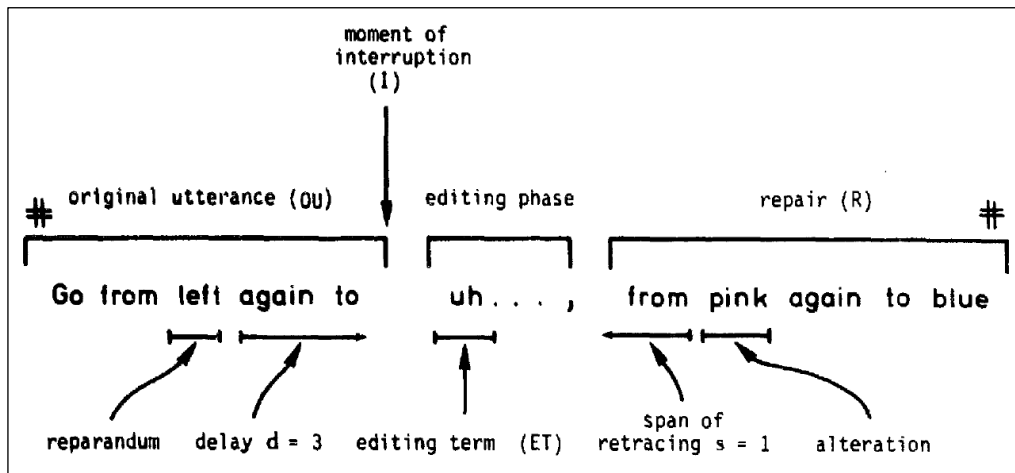 moment of
interruption
(I)
# original utterance (OU) editing phase repair (R) #
Go from left again to uh..., from pink again to blue
reparandum delay d = 3 editing term (ET) span of
retracing s = 1 alteration